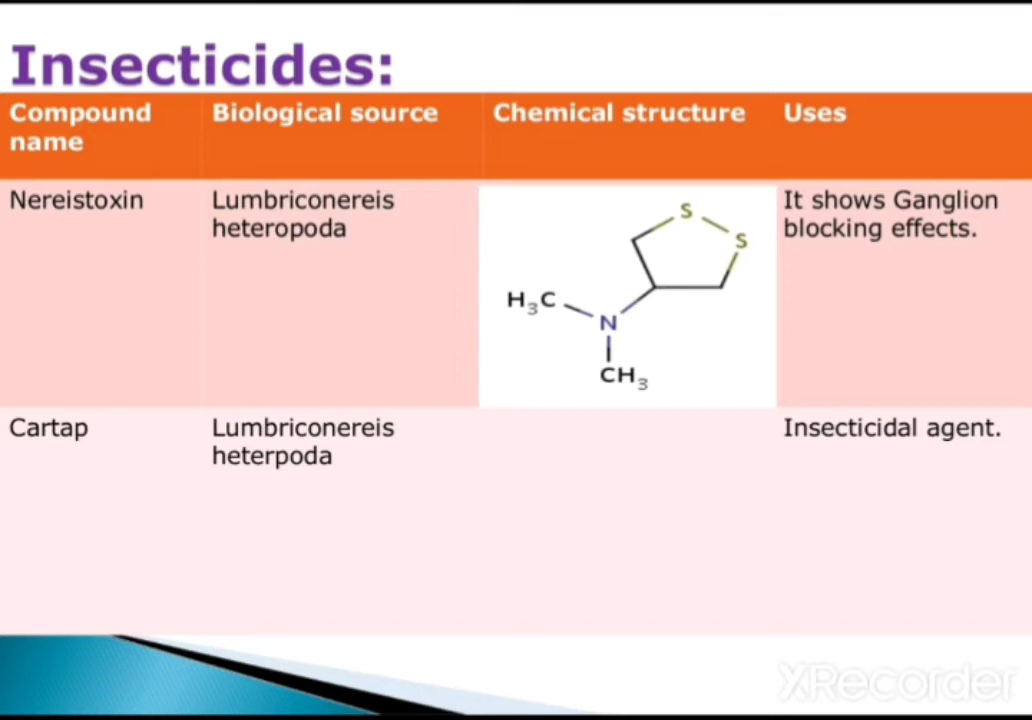 Insecticides:
Compound name
Biological source
Chemical structure
Uses
Nereistoxin
Lumbriconereis
heteropoda
S
S
H3C
N
CH3
It shows Ganglion
blocking effects.
Cartap
Lumbriconereis
heterpoda
Insecticidal agent.
XRecorder